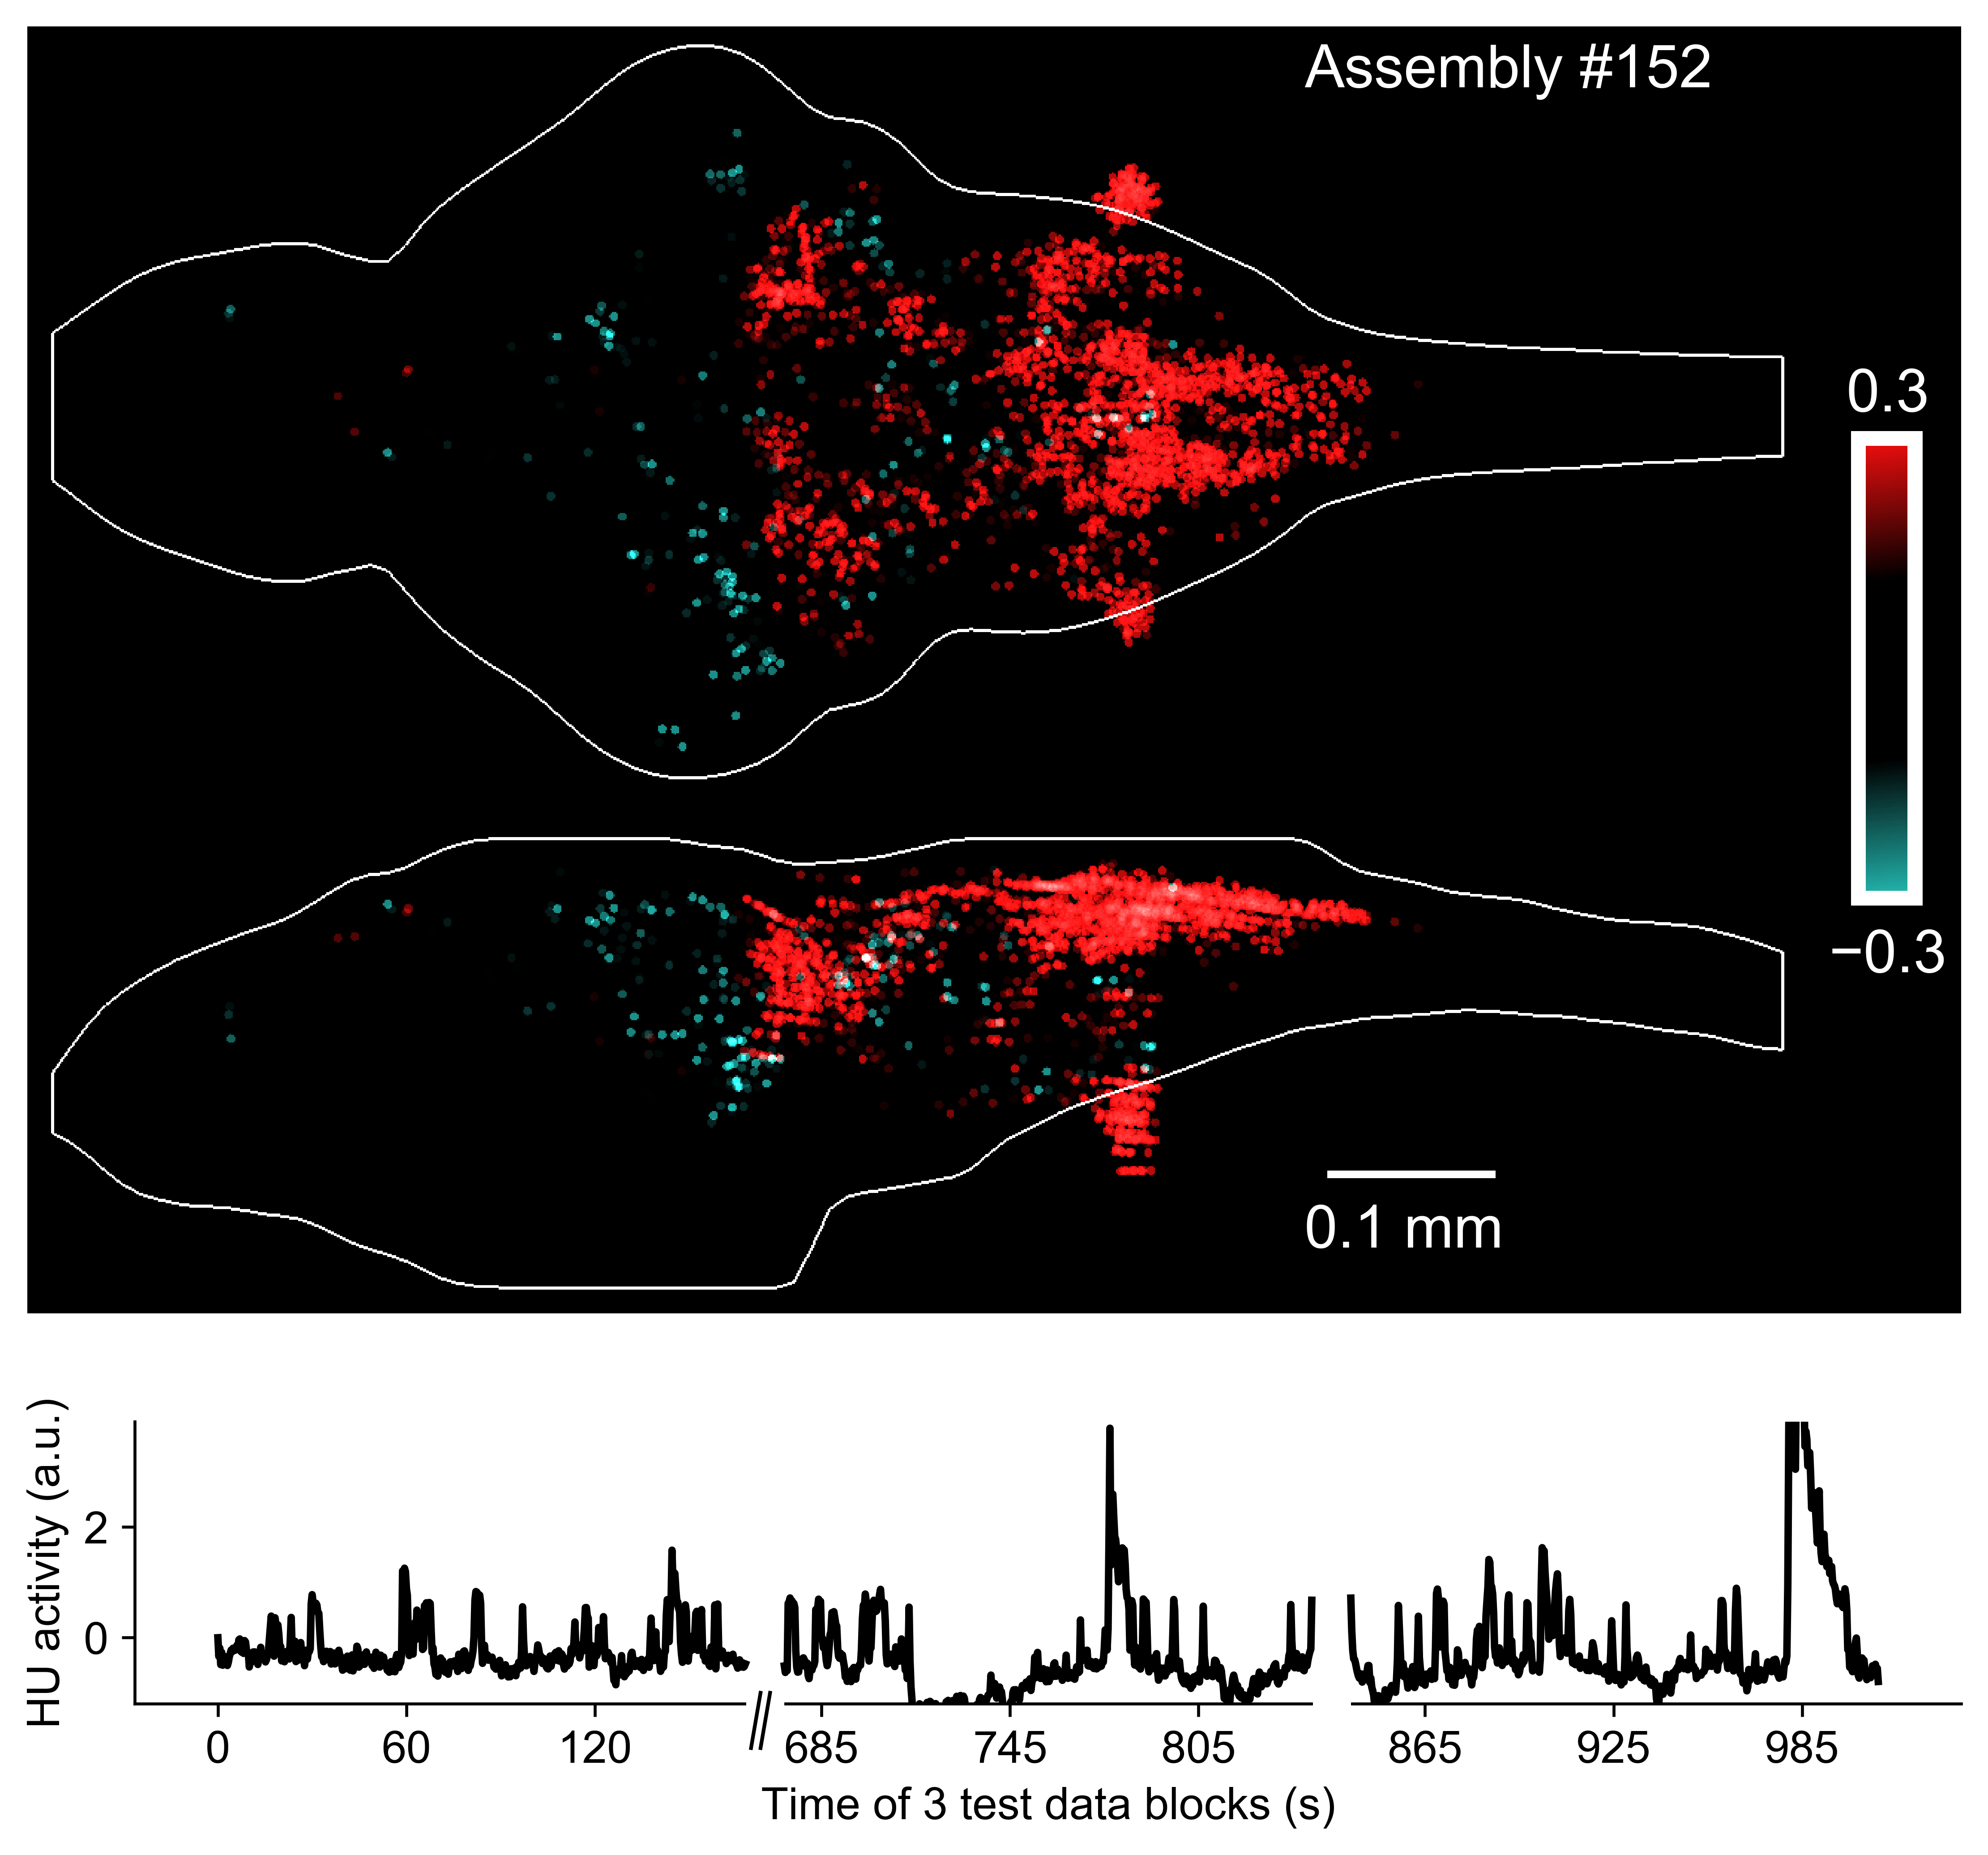 Assembly #152
0.3
−0.3
0.1 mm
HU activity (a.u.)
2
0
0 60 120 685 745 805 865 925 985
Time of 3 test data blocks (s)